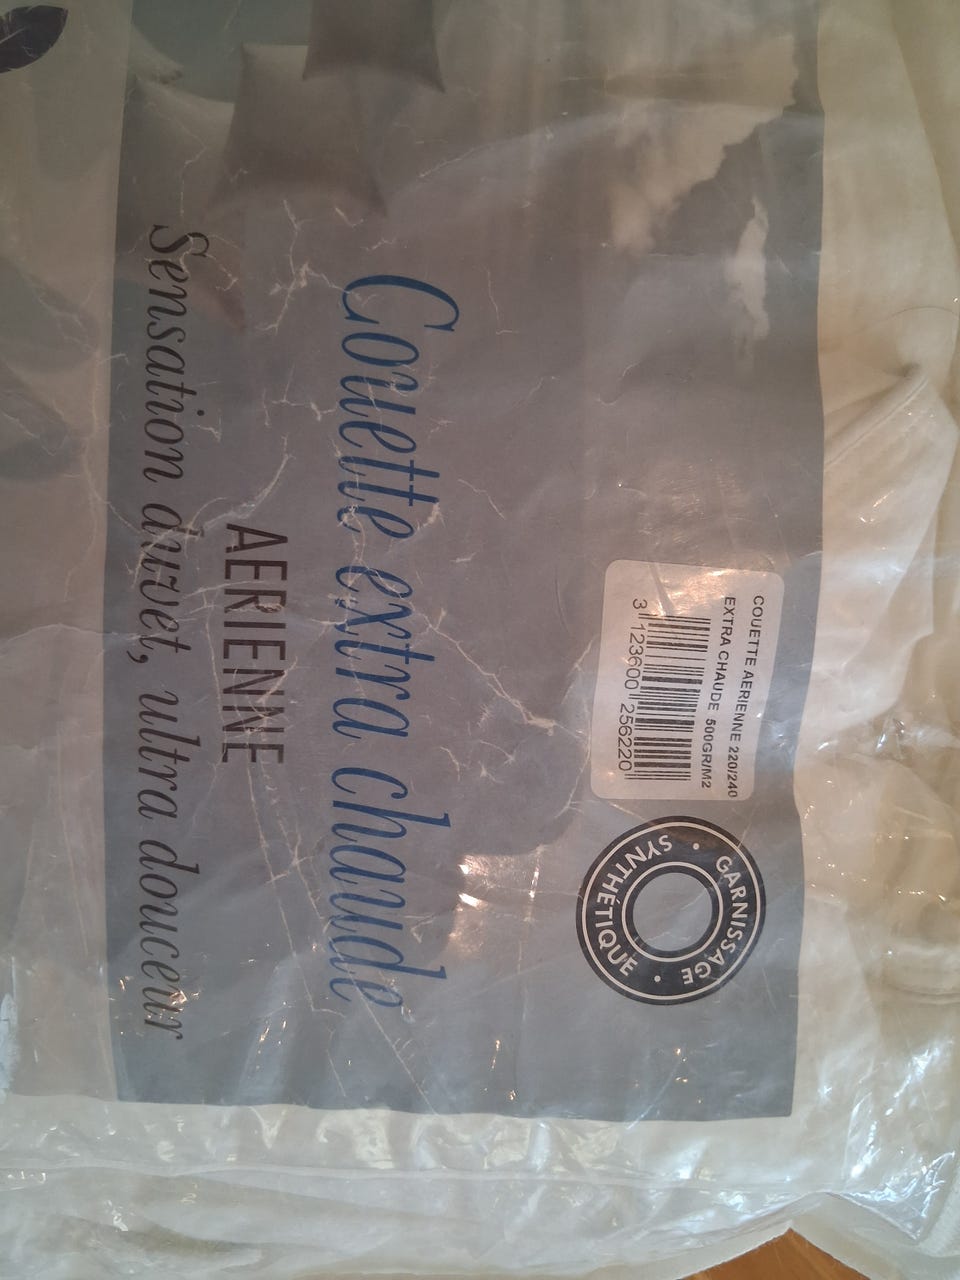 COUETTE AERIENNE 220/240
EXTRA CHAUDE 500GR/M2
3 123600 256220
GARNISSAGE • SYNTHÉTIQUE •
Couette extra chaude
AERIENNE
Sensation duvet, ultra douceur